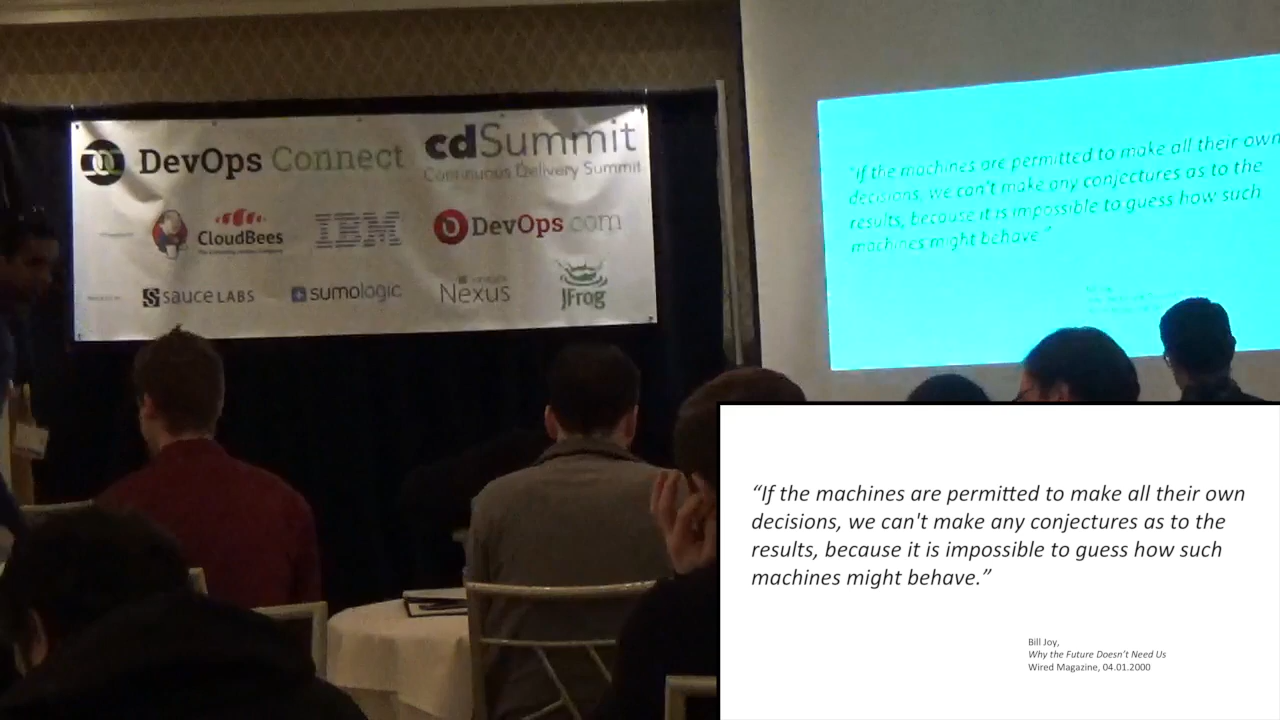 DevOps Connect
cdSummit
Continuous Delivery Summit
CloudBees
IBM
DevOps.com
SAUCE LABS
sumologic
Nexus
JFrog
"If the machines are permitted to make all their own
decisions, we can't make any conjectures as to the
results, because it is impossible to guess how such
machines might behave."
“If the machines are permitted to make all their own
decisions, we can't make any conjectures as to the
results, because it is impossible to guess how such
machines might behave.”
Bill Joy,
Why the Future Doesn’t Need Us
Wired Magazine, 04.01.2000